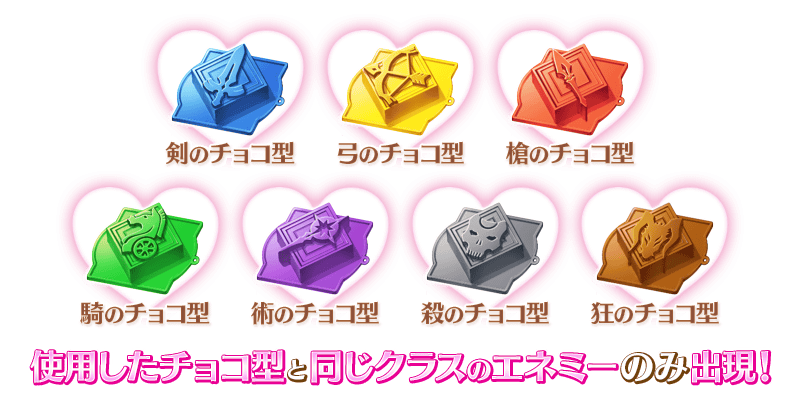 剣のチョコ型
弓のチョコ型
槍のチョコ型
騎のチョコ型
術のチョコ型
殺のチョコ型
狂のチョコ型
使用したチョコ型と同じクラスのエネミーのみ出現!